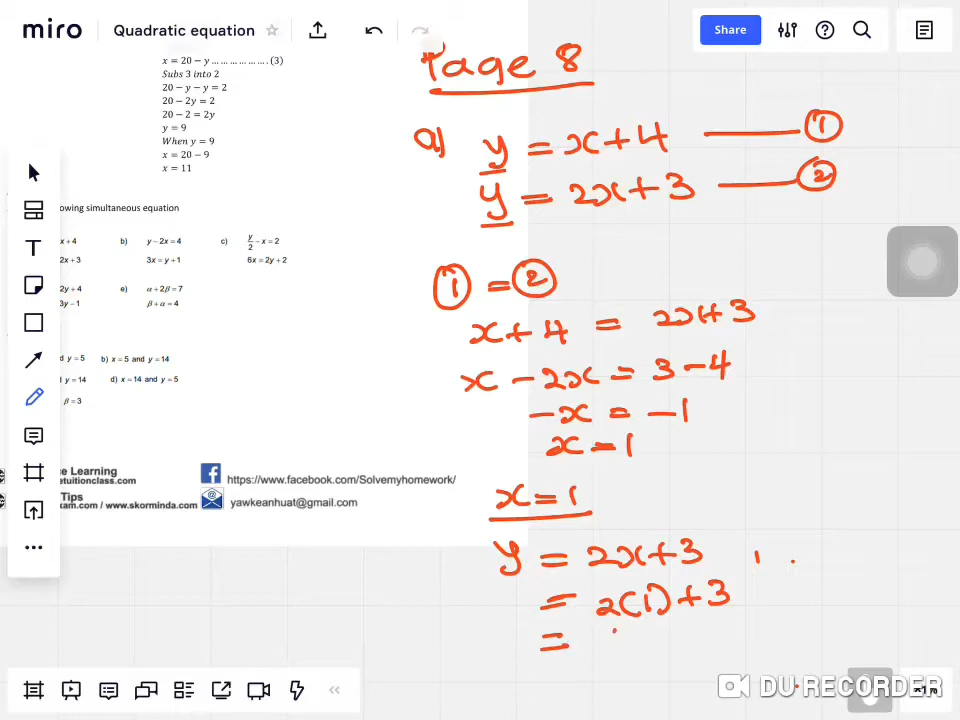 miro
Quadratic equation
Share
x = 20 − y ……………… (3)
Subs 3 into 2
20 − y − y = 2
20 − 2y = 2
20 − 2 = 2y
y = 9
When y = 9
x = 20 − 9
x = 11
owing simultaneous equation
x+4 b) y − 2x = 4 c) y/2 − x = 2
2x+3 3x = y + 1 6x = 2y + 2
2y+4 e) α + 2β = 7
3y−1 β + α = 4
d y = 5 b) x = 5 and y = 14
d y = 14 d) x = 14 and y = 5
β = 3
ce Learning
etuitionclass.com
https://www.facebook.com/Solvemyhomework/
Tips
xam.com / www.skorminda.com
yawkeanhuat@gmail.com
Page 8
a) y = x + 4 ——— ①
y = 2x + 3 ——— ②
① = ②
x + 4 = 2x + 3
x − 2x = 3 − 4
−x = −1
x = 1
x = 1
y = 2x + 3
= 2(1) + 3
=
DU RECORDER